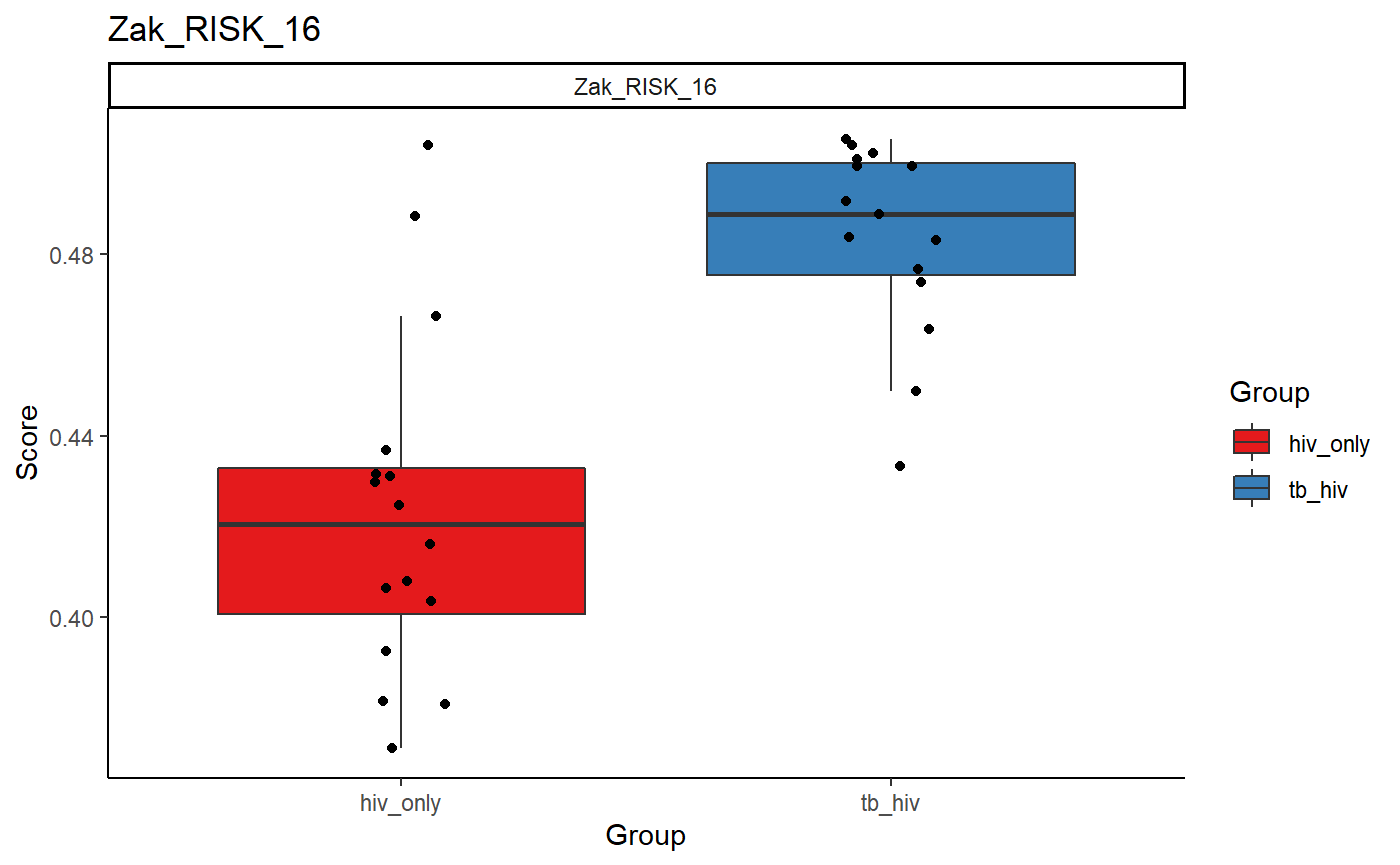 Zak_RISK_16
Zak_RISK_16
0.48
0.44
0.40
Score
hiv_only
tb_hiv
Group
Group
hiv_only
tb_hiv